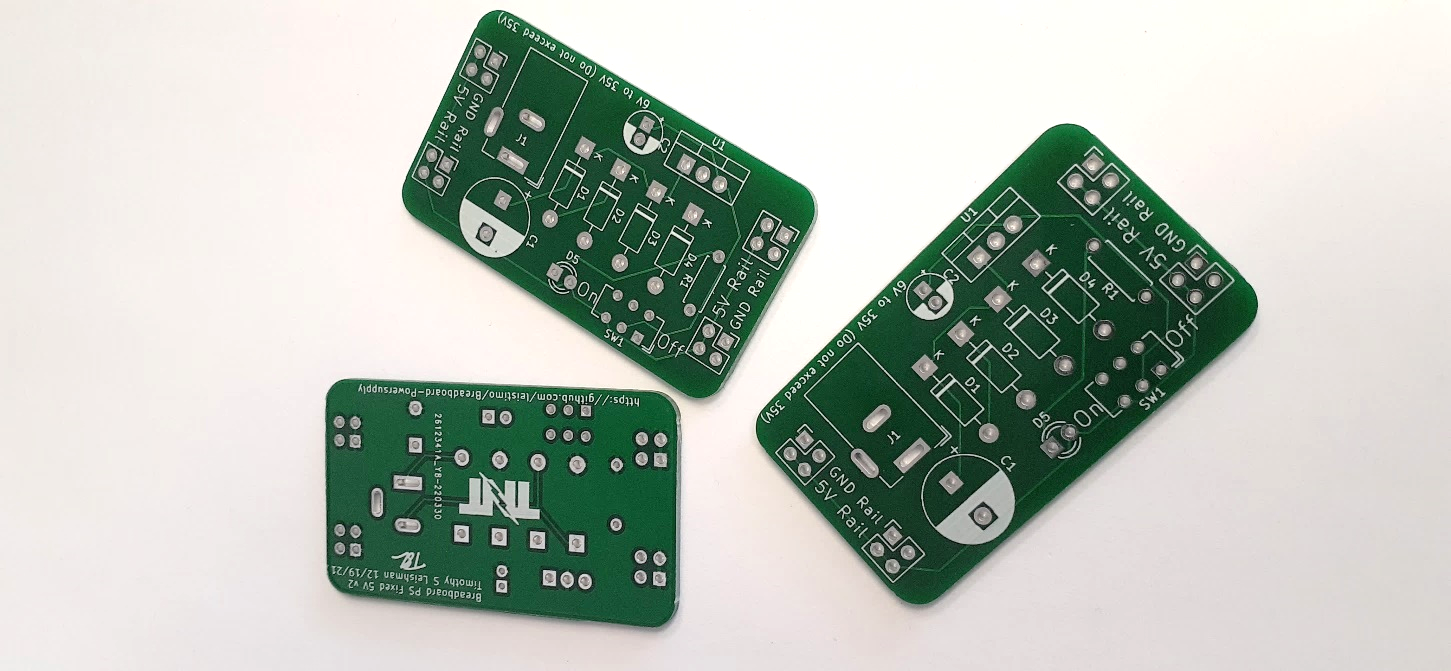 6V to 35V (Do not exceed 35V)
GND Rail
5V Rail
J1
C2
U1
K
K
K
K
D1
D2
D3
D4
R1
C1
D5
On
SW1
Off
5V Rail
GND Rail
GND Rail
5V Rail
U1
C2
6V to 35V (Do not exceed 35V)
K
K
K
K
D4
R1
D3
D2
D1
Off
SW1
On
D5
J1
C1
GND Rail
5V Rail
https://github.com/leistimo/Breadboard-Powersupply
2612341A_Y8-220330
TNT
TSL
Breadboard PS Fixed 5V v2
Timothy S Leishman 12/19/21